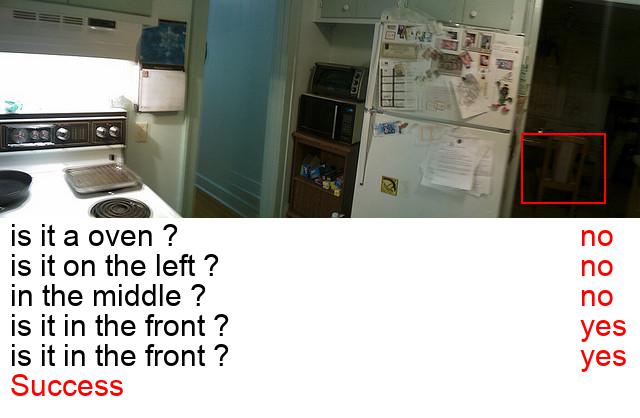 is it a oven ? no
is it on the left ? no
in the middle ? no
is it in the front ? yes
is it in the front ? yes
Success